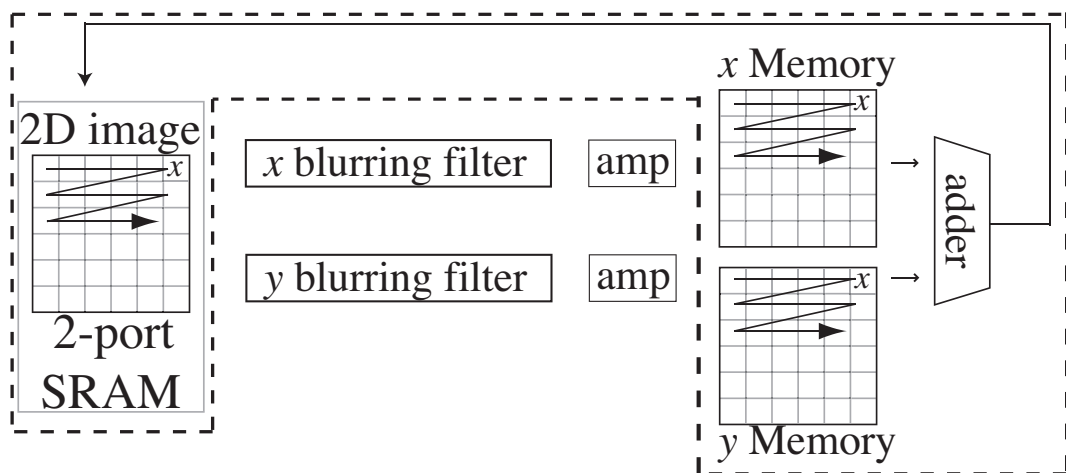 2D image
x
2-port
SRAM
x blurring filter
amp
y blurring filter
amp
x Memory
x
x
y Memory
adder